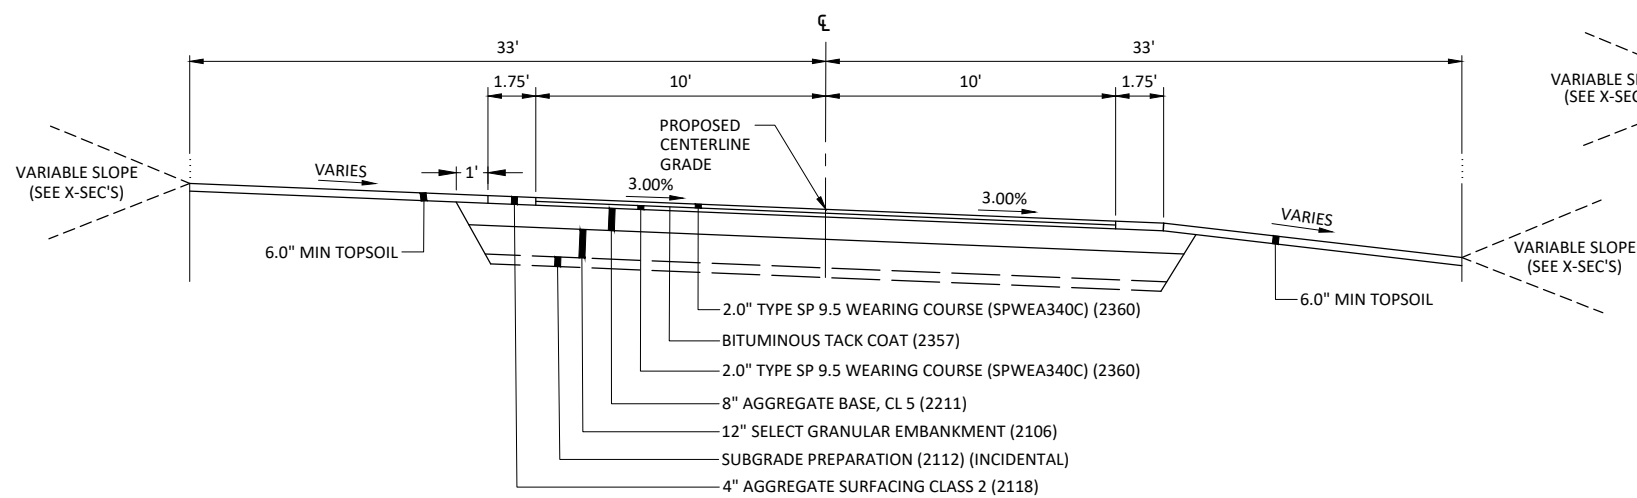 ℄
33'
33'
1.75'
10'
10'
1.75'
PROPOSED
CENTERLINE
GRADE
VARIABLE SLOPE
(SEE X-SEC'S)
VARIES
1'
3.00%
3.00%
VARIES
VARIABLE SLOPE
(SEE X-SEC'S)
6.0" MIN TOPSOIL
6.0" MIN TOPSOIL
2.0" TYPE SP 9.5 WEARING COURSE (SPWEA340C) (2360)
BITUMINOUS TACK COAT (2357)
2.0" TYPE SP 9.5 WEARING COURSE (SPWEA340C) (2360)
8" AGGREGATE BASE, CL 5 (2211)
12" SELECT GRANULAR EMBANKMENT (2106)
SUBGRADE PREPARATION (2112) (INCIDENTAL)
4" AGGREGATE SURFACING CLASS 2 (2118)
VARIABLE
(SEE